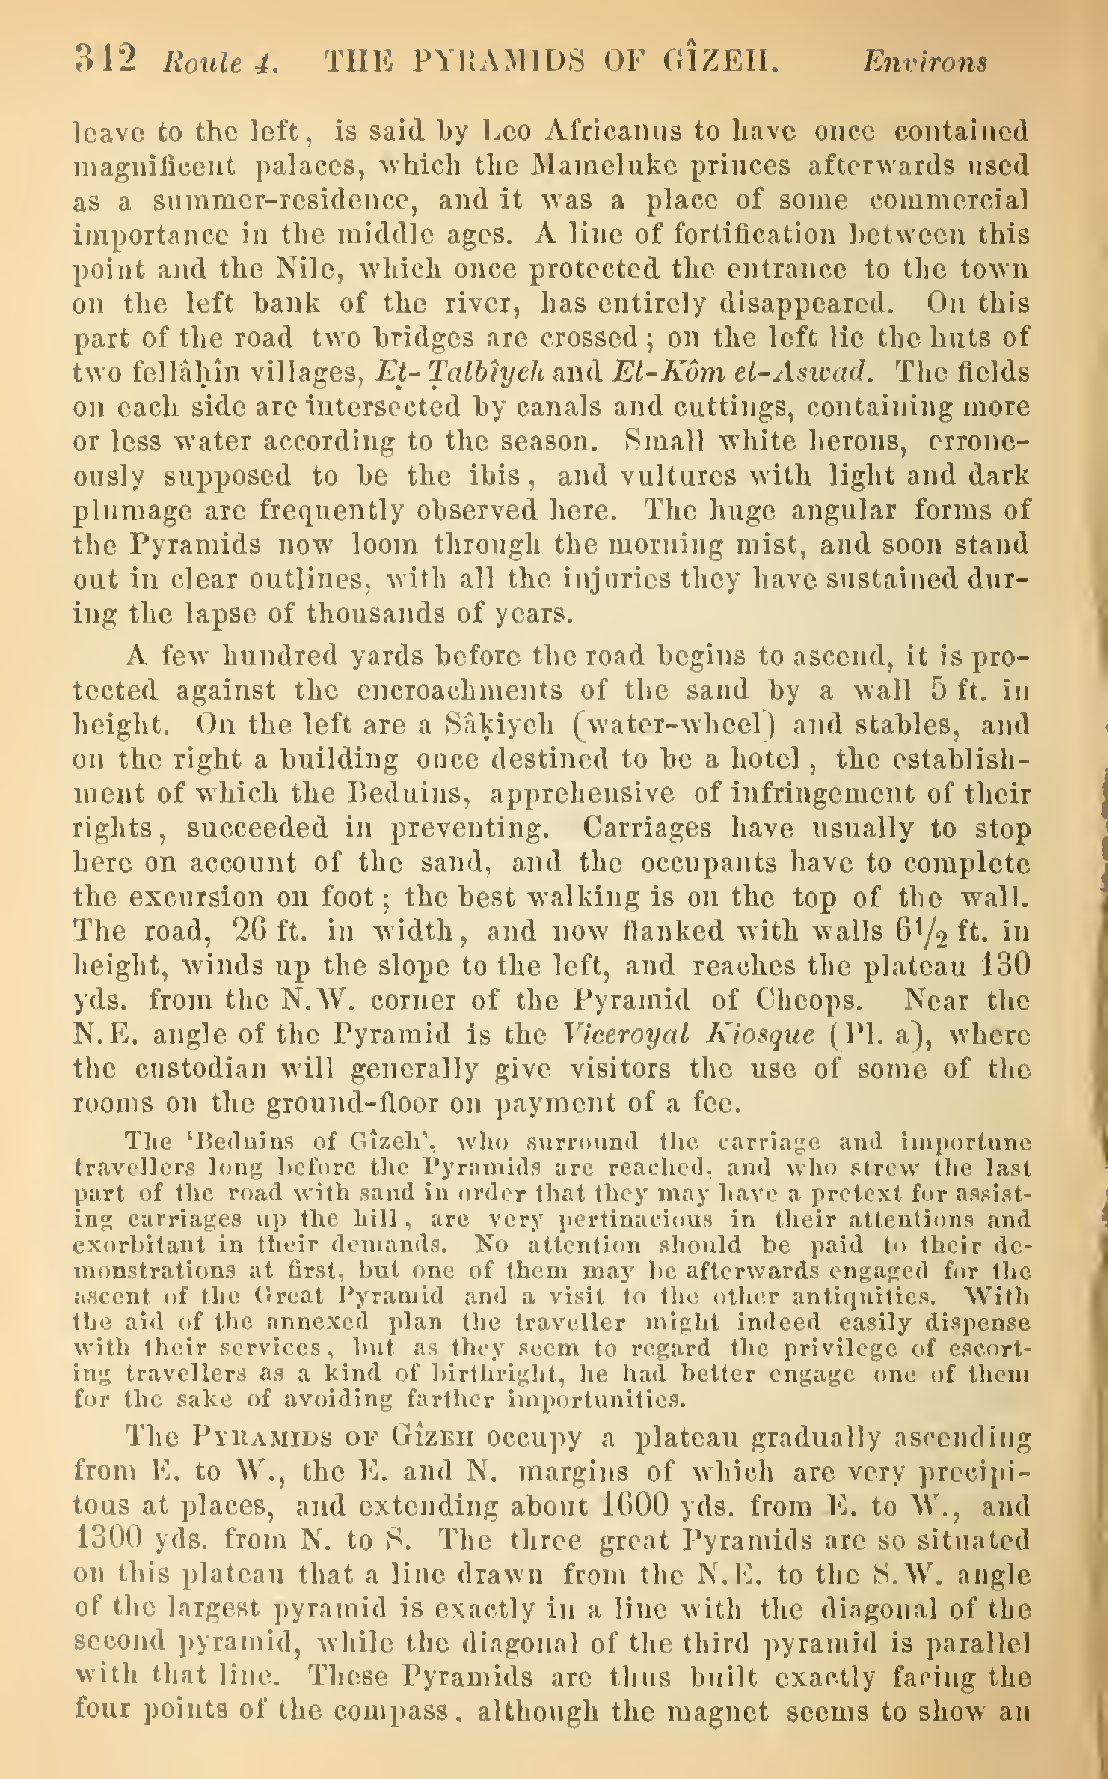 312 Route 4. THE PYRAMIDS OF GÎZEH. Environs
leave to the left, is said by Leo Africanus to have once contained
magnificent palaces, which the Mameluke princes afterwards used
as a summer-residence, and it was a place of some commercial
importance in the middle ages. A line of fortification between this
point and the Nile, which once protected the entrance to the town
on the left bank of the river, has entirely disappeared. On this
part of the road two bridges are crossed; on the left lie the huts of
two fellâḥîn villages, Eṭ-Ṭalbîyeh and El-Kôm el-Aswad. The fields
on each side are intersected by canals and cuttings, containing more
or less water according to the season. Small white herons, errone-
ously supposed to be the ibis, and vultures with light and dark
plumage are frequently observed here. The huge angular forms of
the Pyramids now loom through the morning mist, and soon stand
out in clear outlines, with all the injuries they have sustained dur-
ing the lapse of thousands of years.
A few hundred yards before the road begins to ascend, it is pro-
tected against the encroachments of the sand by a wall 5 ft. in
height. On the left are a Sâḳiyeh (water-wheel) and stables, and
on the right a building once destined to be a hotel, the establish-
ment of which the Beduins, apprehensive of infringement of their
rights, succeeded in preventing. Carriages have usually to stop
here on account of the sand, and the occupants have to complete
the excursion on foot; the best walking is on the top of the wall.
The road, 26 ft. in width, and now flanked with walls 6½ ft. in
height, winds up the slope to the left, and reaches the plateau 130
yds. from the N.W. corner of the Pyramid of Cheops. Near the
N.E. angle of the Pyramid is the Viceroyal Kiosque (Pl. a), where
the custodian will generally give visitors the use of some of the
rooms on the ground-floor on payment of a fee.
The 'Beduins of Gîzeh', who surround the carriage and importune
travellers long before the Pyramids are reached, and who strew the last
part of the road with sand in order that they may have a pretext for assist-
ing carriages up the hill, are very pertinacious in their attentions and
exorbitant in their demands. No attention should be paid to their de-
monstrations at first, but one of them may be afterwards engaged for the
ascent of the Great Pyramid and a visit to the other antiquities. With
the aid of the annexed plan the traveller might indeed easily dispense
with their services, but as they seem to regard the privilege of escort-
ing travellers as a kind of birthright, he had better engage one of them
for the sake of avoiding farther importunities.
The PYRAMIDS OF GÎZEH occupy a plateau gradually ascending
from E. to W., the E. and N. margins of which are very precipi-
tous at places, and extending about 1600 yds. from E. to W., and
1300 yds. from N. to S. The three great Pyramids are so situated
on this plateau that a line drawn from the N.E. to the S.W. angle
of the largest pyramid is exactly in a line with the diagonal of the
second pyramid, while the diagonal of the third pyramid is parallel
with that line. These Pyramids are thus built exactly facing the
four points of the compass, although the magnet seems to show an